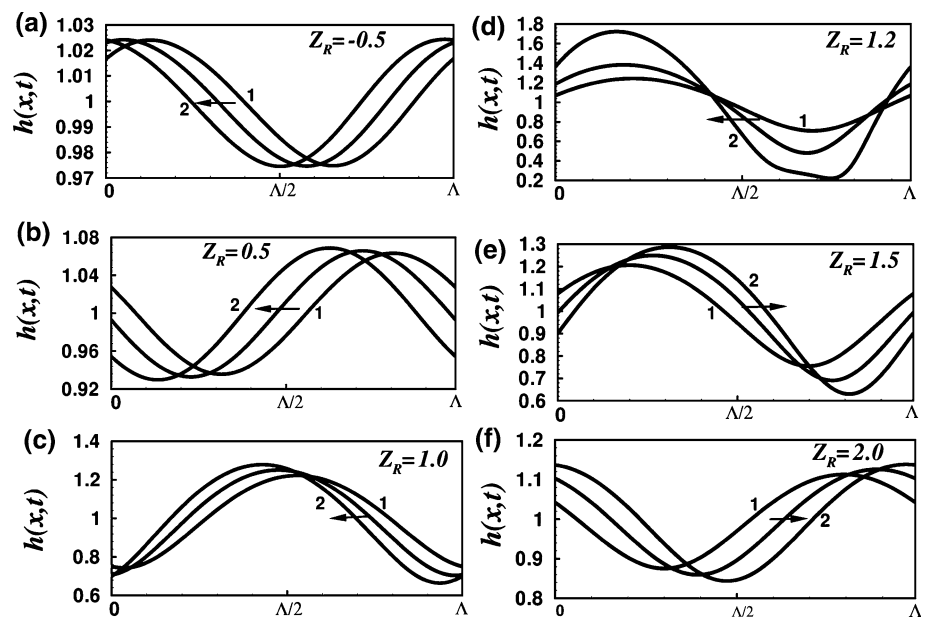 (a)
h(x,t)
1.03
1.02
1.01
1
0.99
0.98
0.97
Z_R=-0.5
1
2
0
Λ/2
Λ
(b)
h(x,t)
1.08
1.04
1
0.96
0.92
Z_R=0.5
2
1
0
Λ/2
Λ
(c)
h(x,t)
1.4
1.2
1
0.8
0.6
Z_R=1.0
2
1
0
Λ/2
Λ
(d)
h(x,t)
1.8
1.6
1.4
1.2
1
0.8
0.6
0.4
0.2
Z_R=1.2
1
2
0
Λ/2
Λ
(e)
h(x,t)
1.3
1.2
1.1
1
0.9
0.8
0.7
0.6
Z_R=1.5
2
1
0
Λ/2
Λ
(f)
h(x,t)
1.2
1.1
1
0.9
0.8
Z_R=2.0
1
2
0
Λ/2
Λ